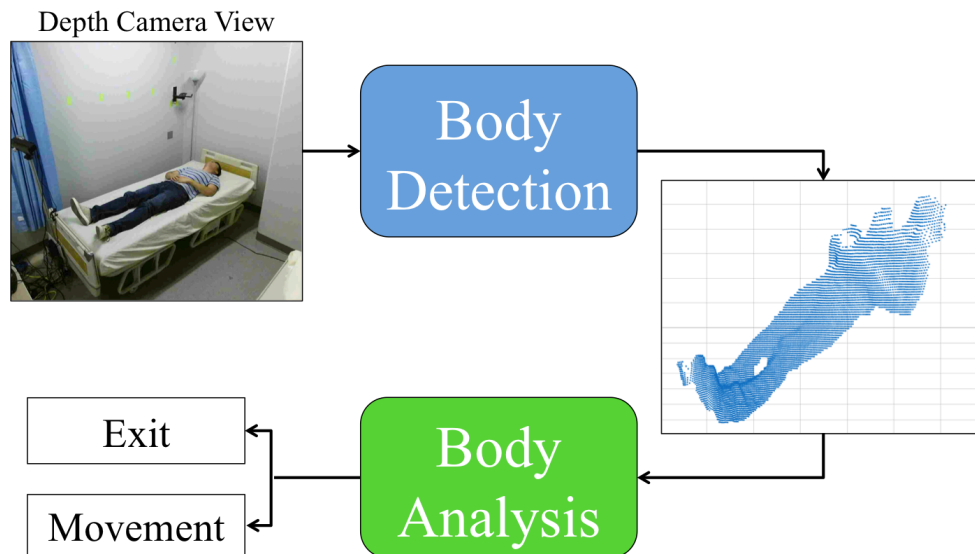 Depth Camera View
Body
Detection
Body
Analysis
Exit
Movement